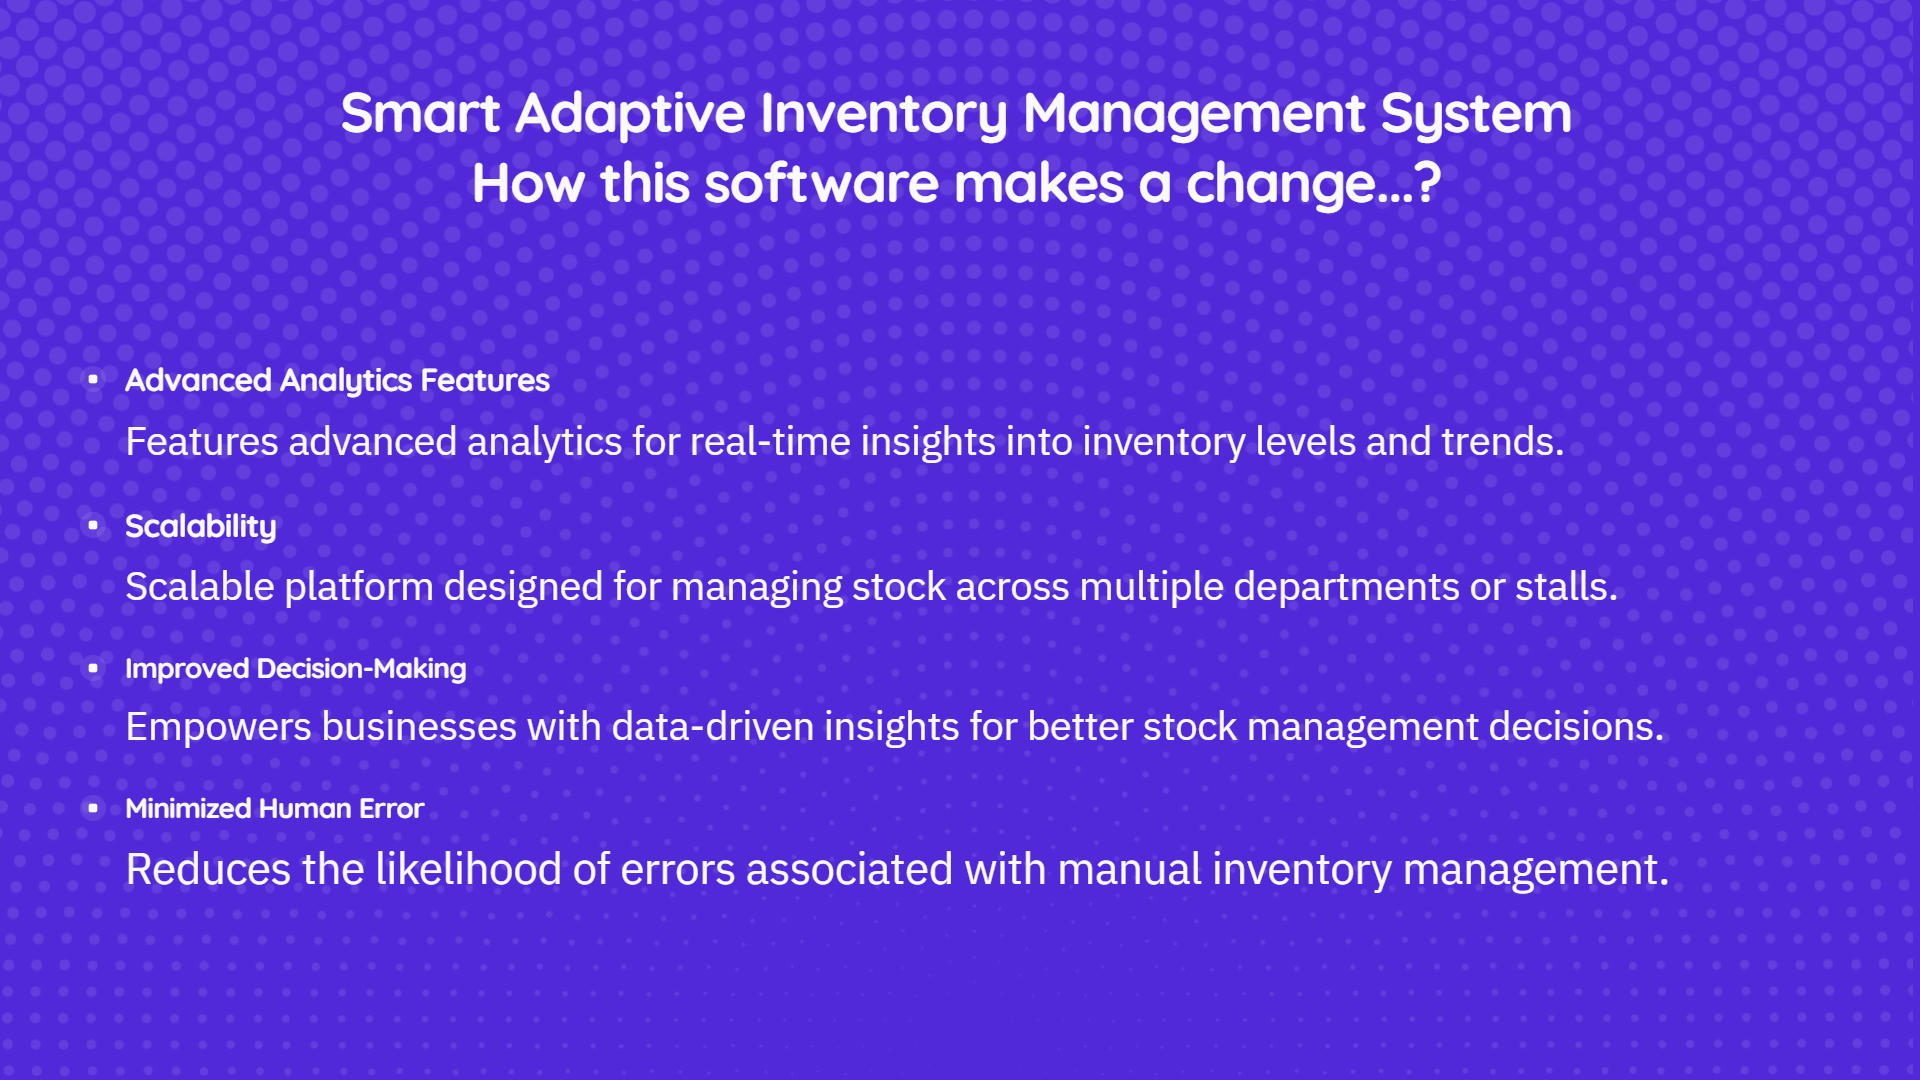 Smart Adaptive Inventory Management System
How this software makes a change...?
▪ Advanced Analytics Features
Features advanced analytics for real-time insights into inventory levels and trends.
▪ Scalability
Scalable platform designed for managing stock across multiple departments or stalls.
▪ Improved Decision-Making
Empowers businesses with data-driven insights for better stock management decisions.
▪ Minimized Human Error
Reduces the likelihood of errors associated with manual inventory management.